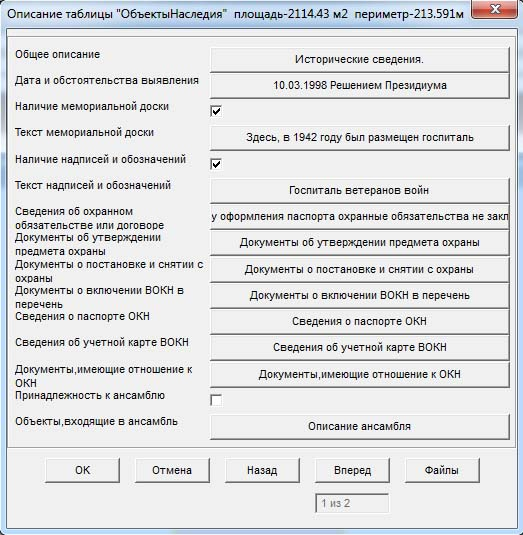 Описание таблицы "ОбъектыНаследия" площадь-2114.43 м2 периметр-213.591м
Общее описание
Исторические сведения.
Дата и обстоятельства выявления
10.03.1998 Решением Президиума
Наличие мемориальной доски
Текст мемориальной доски
Здесь, в 1942 году был размещен госпиталь
Наличие надписей и обозначений
Текст надписей и обозначений
Госпиталь ветеранов войн
Сведения об охранном
обязательстве или договоре
у оформления паспорта охранные обязательства не закл
Документы об утверждении
предмета охраны
Документы об утверждении предмета охраны
Документы о постановке и снятии с
охраны
Документы о постановке и снятии с охраны
Документы о включении ВОКН в
перечень
Документы о включении ВОКН в перечень
Сведения о паспорте ОКН
Сведения о паспорте ОКН
Сведения об учетной карте ВОКН
Сведения об учетной карте ВОКН
Документы,имеющие отношение к
ОКН
Документы,имеющие отношение к ОКН
Принадлежность к ансамблю
Объекты,входящие в ансамбль
Описание ансамбля
OK
Отмена
Назад
Вперед
Файлы
1 из 2